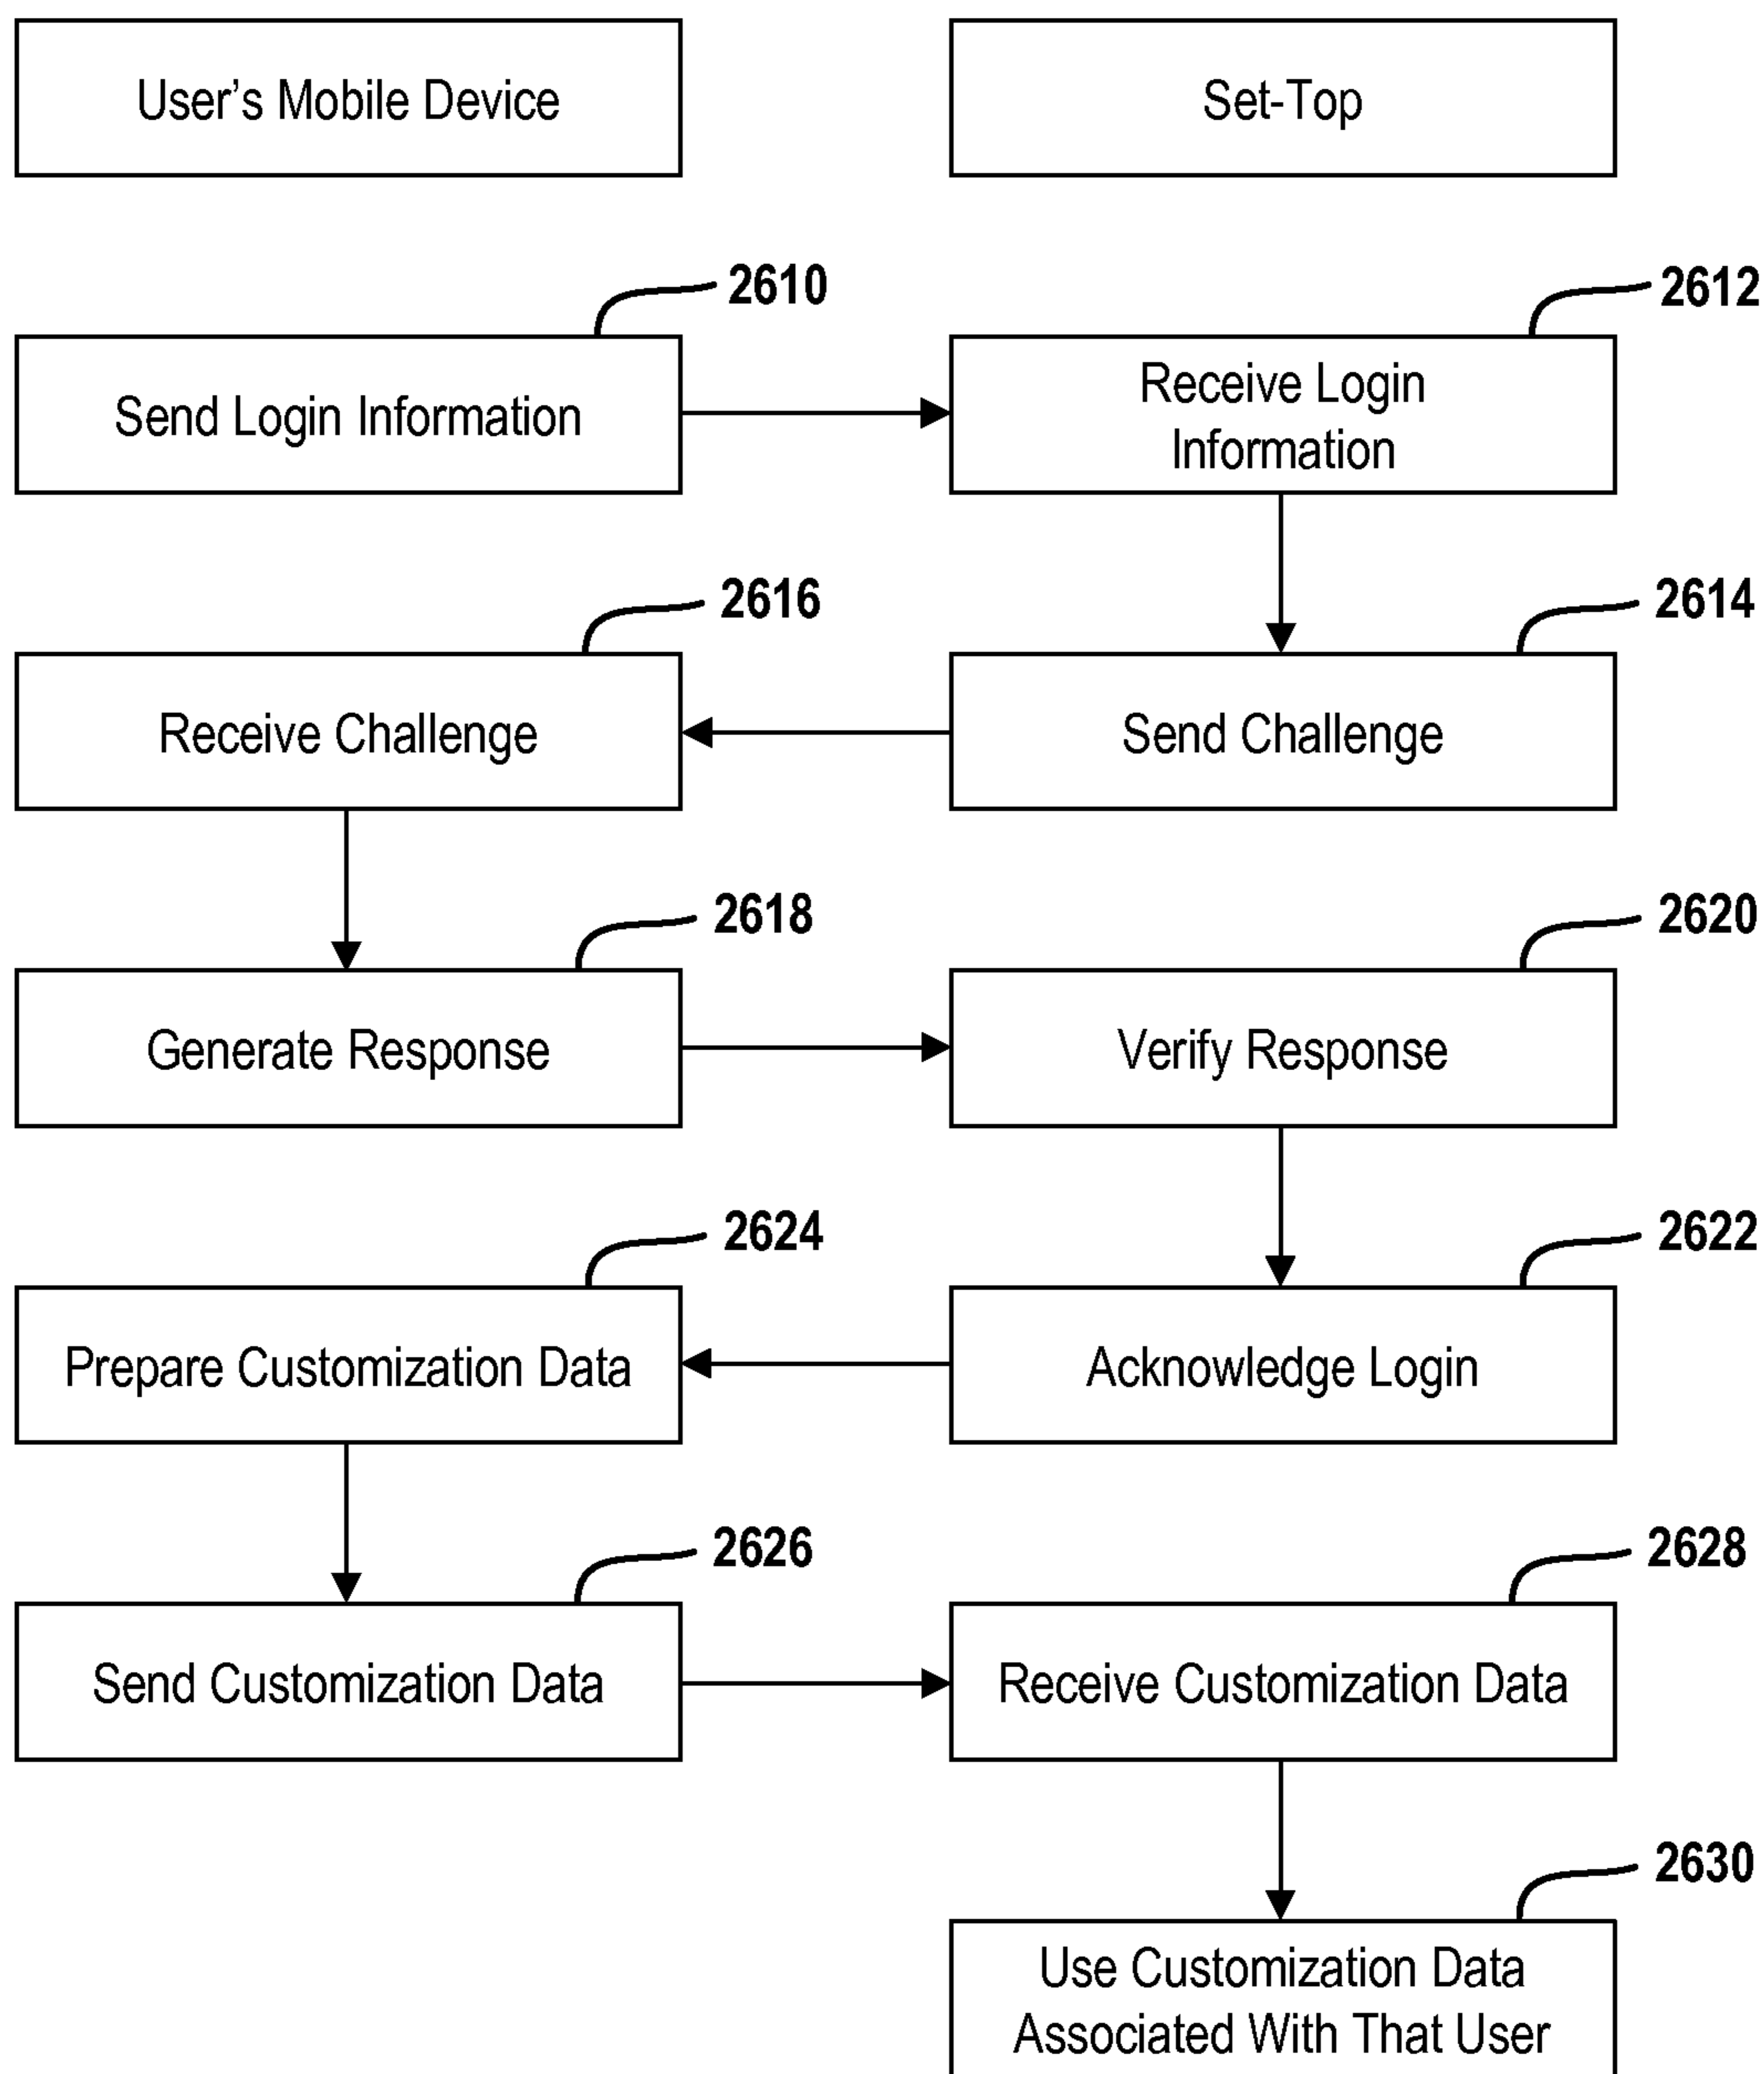 User's Mobile Device
Set-Top
2610
2612
Send Login Information
Receive Login
Information
2616
2614
Receive Challenge
Send Challenge
2618
2620
Generate Response
Verify Response
2624
2622
Prepare Customization Data
Acknowledge Login
2626
2628
Send Customization Data
Receive Customization Data
2630
Use Customization Data
Associated With That User